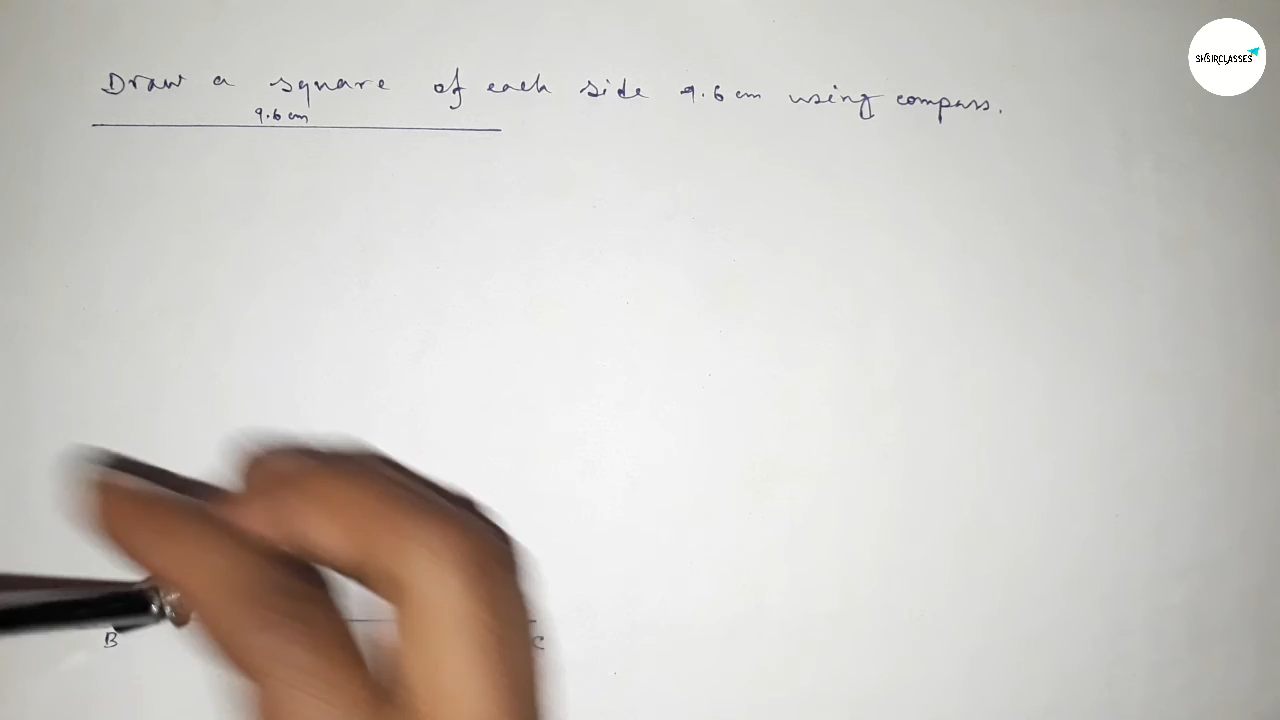 Draw a square of each side 9.6 cm using compass.
9.6 cm
B
C
SHSIRCLASSES